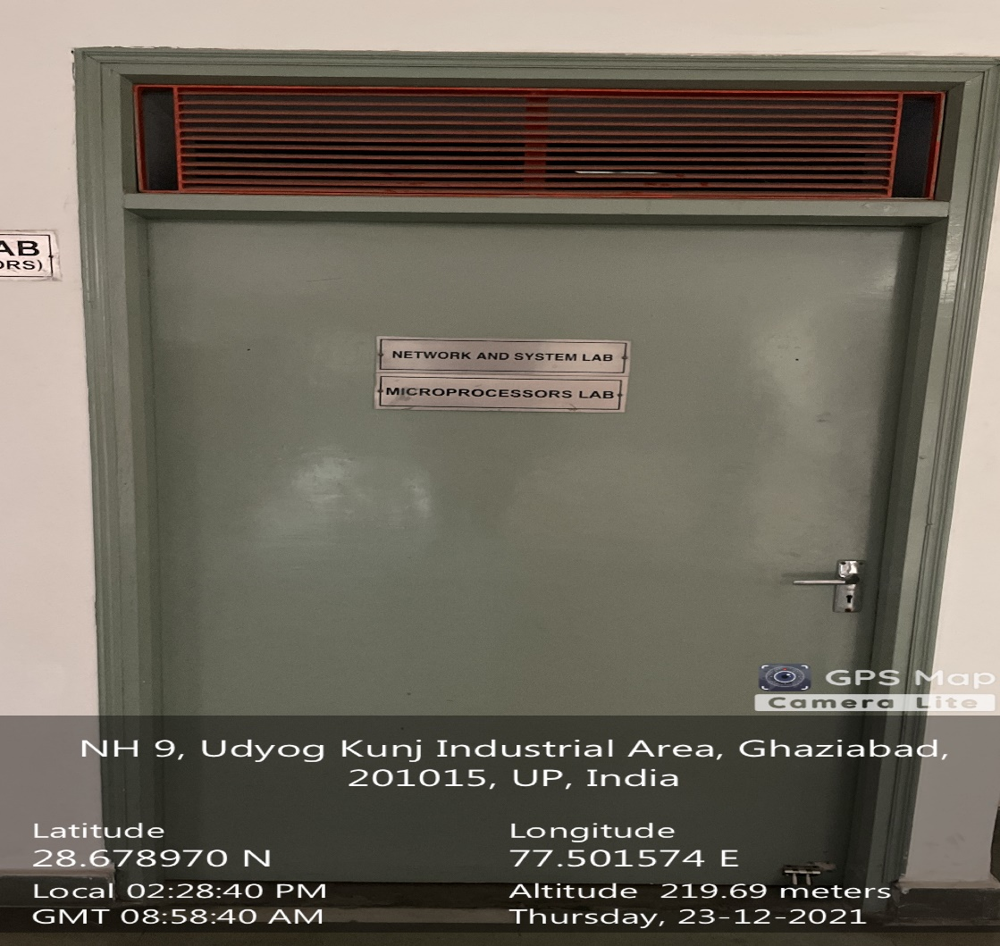 AB
ORS)
NETWORK AND SYSTEM LAB
MICROPROCESSORS LAB
GPS Map
Camera Lite
NH 9, Udyog Kunj Industrial Area, Ghaziabad,
201015, UP, India
Latitude
28.678970 N
Local 02:28:40 PM
GMT 08:58:40 AM
Longitude
77.501574 E
Altitude 219.69 meters
Thursday, 23-12-2021